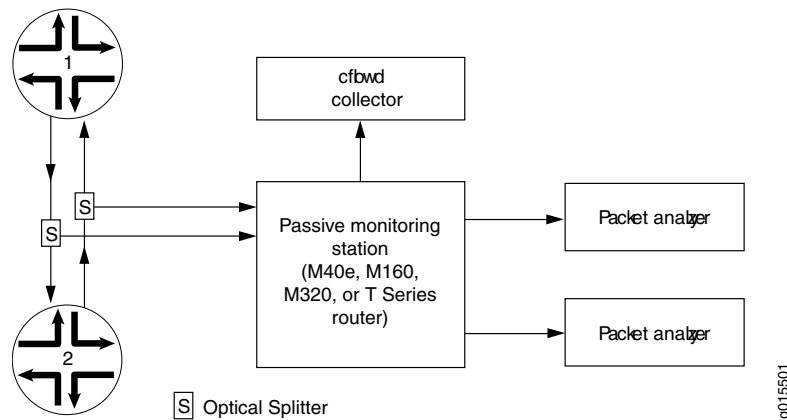 1
cfbwd
collector
S
S
Passive monitoring
station
(M40e, M160,
M320, or T Series
router)
Packet analyzer
Packet analyzer
2
S Optical Splitter
g015501